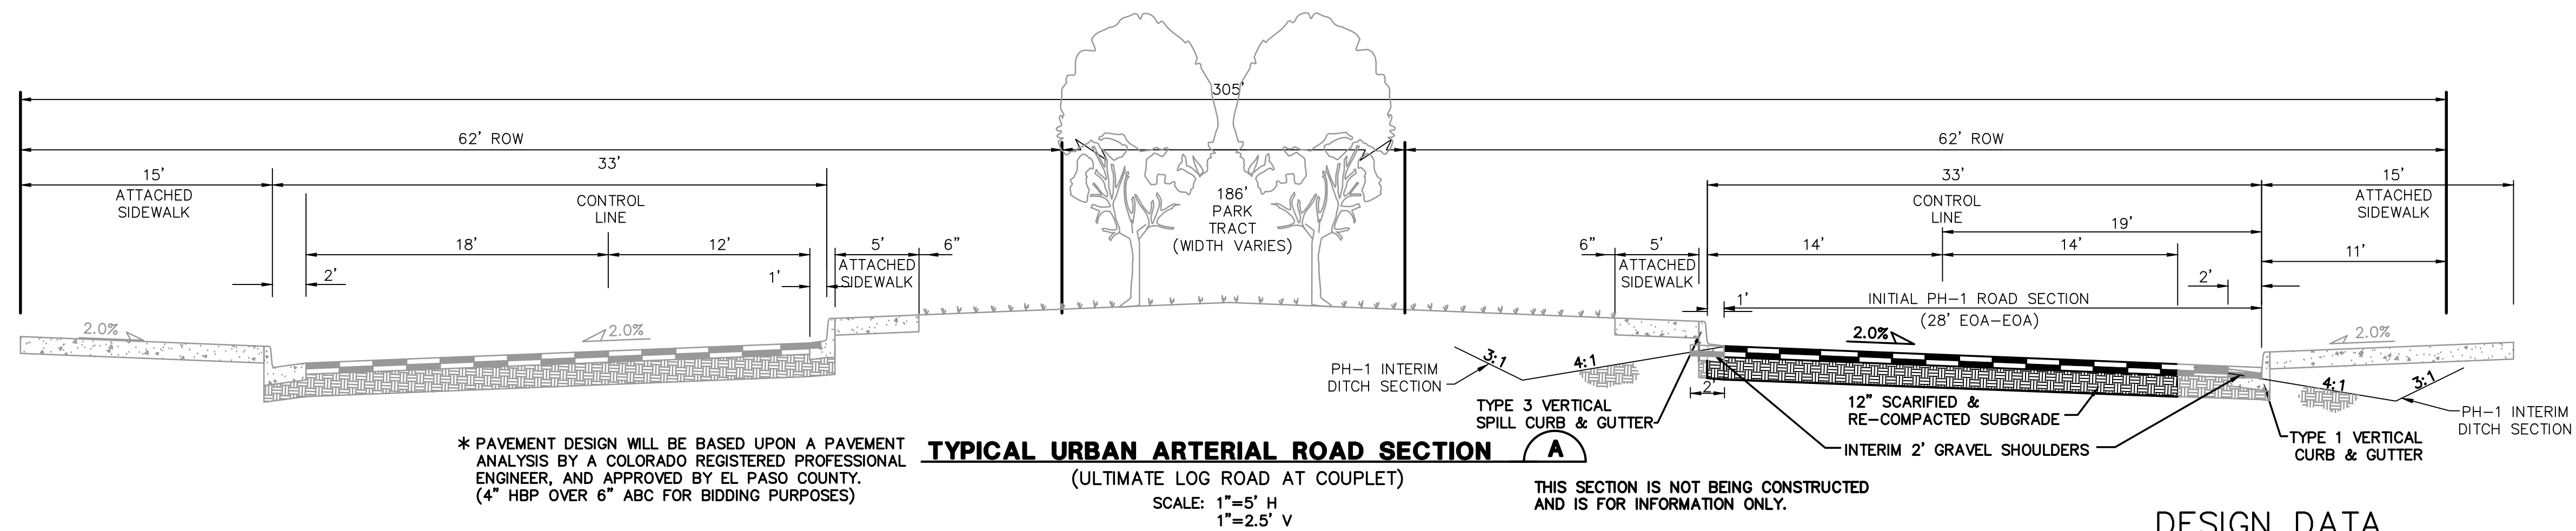 305'
62' ROW
62' ROW
33'
15'
ATTACHED
SIDEWALK
CONTROL
LINE
18'
12'
5'
6"
2'
1'
ATTACHED
SIDEWALK
186'
PARK
TRACT
(WIDTH VARIES)
33'
15'
ATTACHED
SIDEWALK
CONTROL
LINE
19'
6"
5'
14'
14'
11'
ATTACHED
SIDEWALK
2'
1'
INITIAL PH-1 ROAD SECTION
(28' EOA-EOA)
2.0%
2.0%
2.0%
2.0%
PH-1 INTERIM
DITCH SECTION
3:1
4:1
2'
4:1
3:1
PH-1 INTERIM
DITCH SECTION
TYPE 3 VERTICAL
SPILL CURB & GUTTER
12" SCARIFIED &
RE-COMPACTED SUBGRADE
INTERIM 2' GRAVEL SHOULDERS
TYPE 1 VERTICAL
CURB & GUTTER
* PAVEMENT DESIGN WILL BE BASED UPON A PAVEMENT
ANALYSIS BY A COLORADO REGISTERED PROFESSIONAL
ENGINEER, AND APPROVED BY EL PASO COUNTY.
(4" HBP OVER 6" ABC FOR BIDDING PURPOSES)
TYPICAL URBAN ARTERIAL ROAD SECTION A
(ULTIMATE LOG ROAD AT COUPLET)
SCALE: 1"=5' H
1"=2.5' V
THIS SECTION IS NOT BEING CONSTRUCTED
AND IS FOR INFORMATION ONLY.
DESIGN DATA